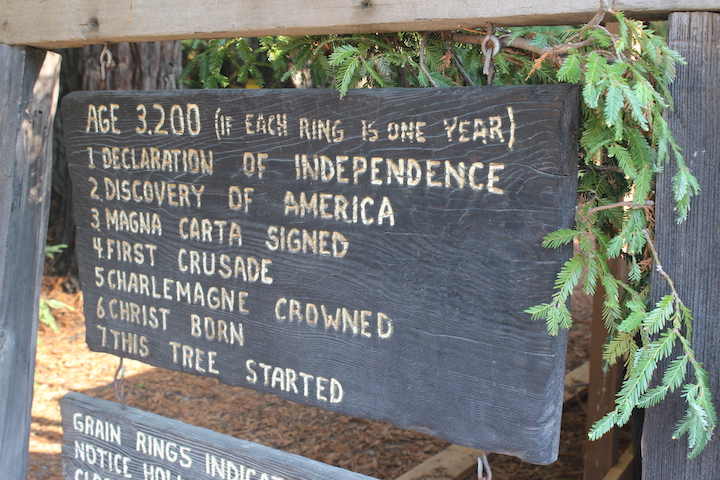 AGE 3,200 (IF EACH RING IS ONE YEAR)
1 DECLARATION OF INDEPENDENCE
2. DISCOVERY OF AMERICA
3. MAGNA CARTA SIGNED
4. FIRST CRUSADE
5 CHARLEMAGNE CROWNED
6 CHRIST BORN
7. THIS TREE STARTED
GRAIN RINGS
NOTICE